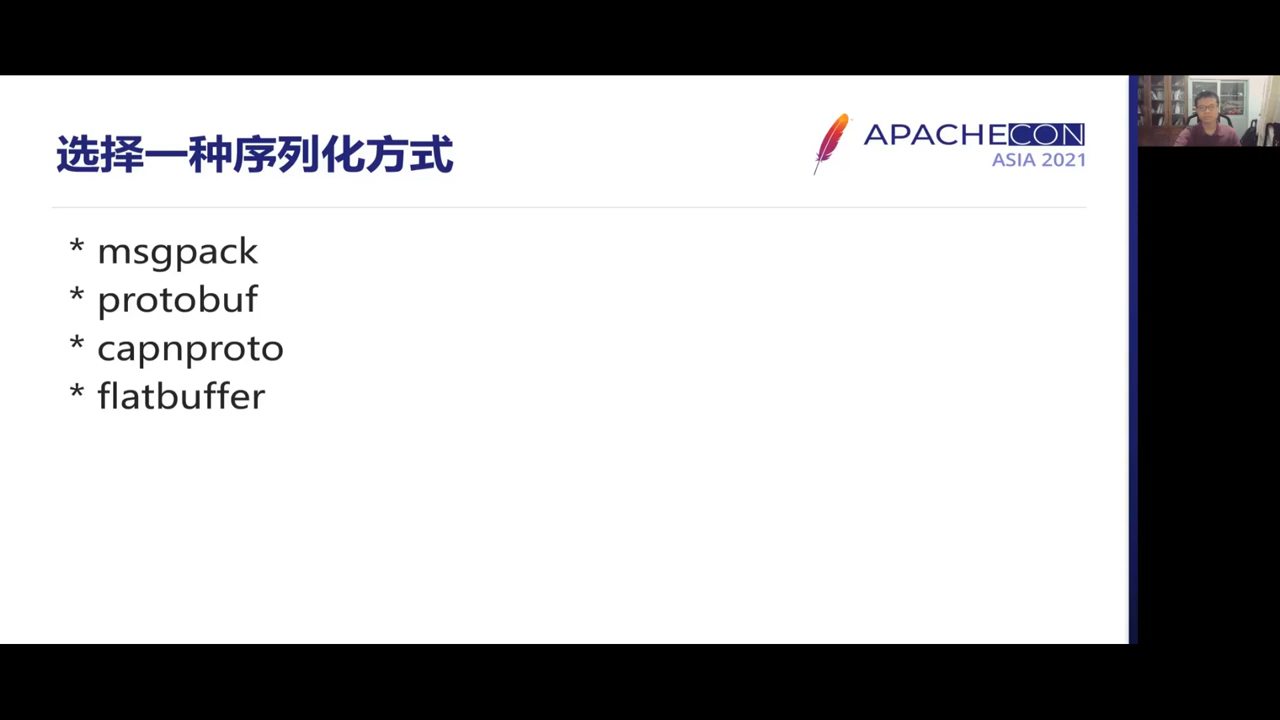 选择一种序列化方式
APACHECON
ASIA 2021
* msgpack
* protobuf
* capnproto
* flatbuffer